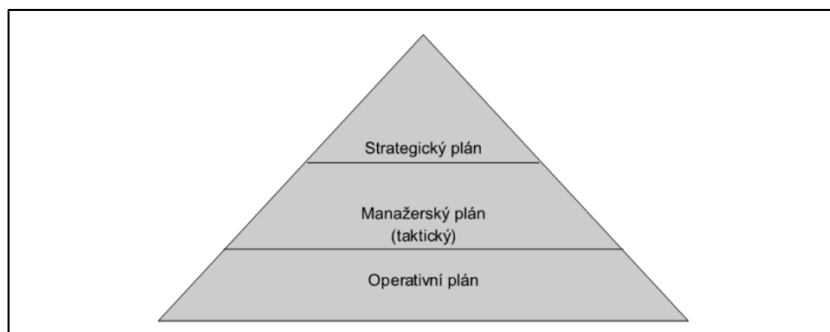 Strategický plán
Manažerský plán
(taktický)
Operativní plán